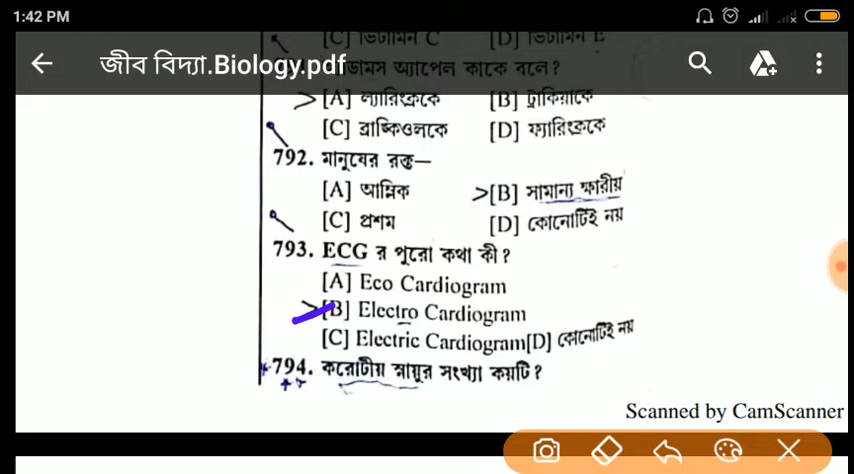 1:42 PM
[C] ভিটামিন C [D] ভিটামিন E
জীব বিদ্যা.Biology.pdf
ডামস অ্যাপেল কাকে বলে?
[A] ল্যারিংক্সকে [B] ট্রাকিয়াকে
[C] ব্রাঙ্কিওলকে [D] ফ্যারিংক্সকে
792. মানুষের রক্ত—
[A] আম্লিক [B] সামান্য ক্ষারীয়
[C] প্রশম [D] কোনোটিই নয়
793. ECG র পুরো কথা কী?
[A] Eco Cardiogram
[B] Electro Cardiogram
[C] Electric Cardiogram[D] কোনোটিই নয়
794. করোটীয় স্নায়ুর সংখ্যা কয়টি?
Scanned by CamScanner